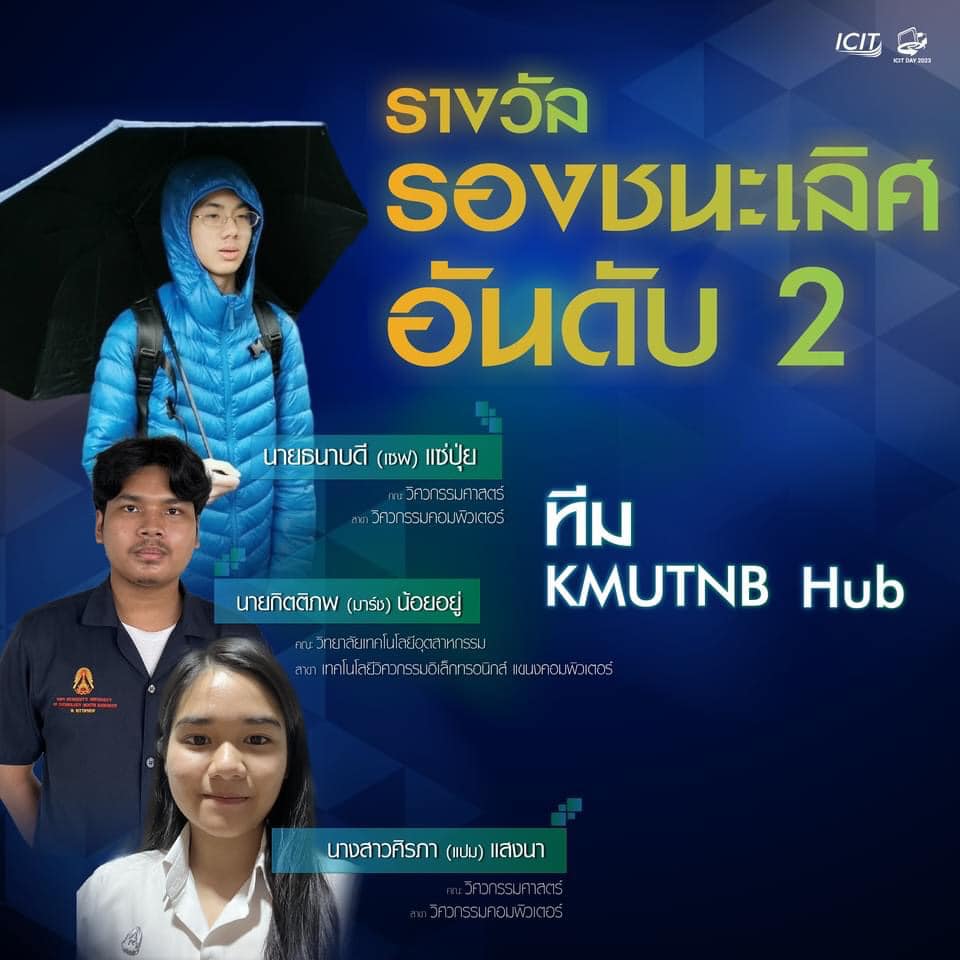 ICIT
ICIT DAY 2023
รางวัล
รองชนะเลิศ
อันดับ 2
นายธนาบดี (เชฟ) แซ่ปุ่ย
คณะ วิศวกรรมศาสตร์
สาขา วิศวกรรมคอมพิวเตอร์
ทีม
KMUTNB Hub
นายกิตติภพ (มาร์ช) น้อยอยู่
คณะ วิทยาลัยเทคโนโลยีอุตสาหกรรม
สาขา เทคโนโลยีวิศวกรรมอิเล็กทรอนิกส์ แขนงคอมพิวเตอร์
นางสาวศิรภา (แปม) แสงนา
คณะ วิศวกรรมศาสตร์
สาขา วิศวกรรมคอมพิวเตอร์